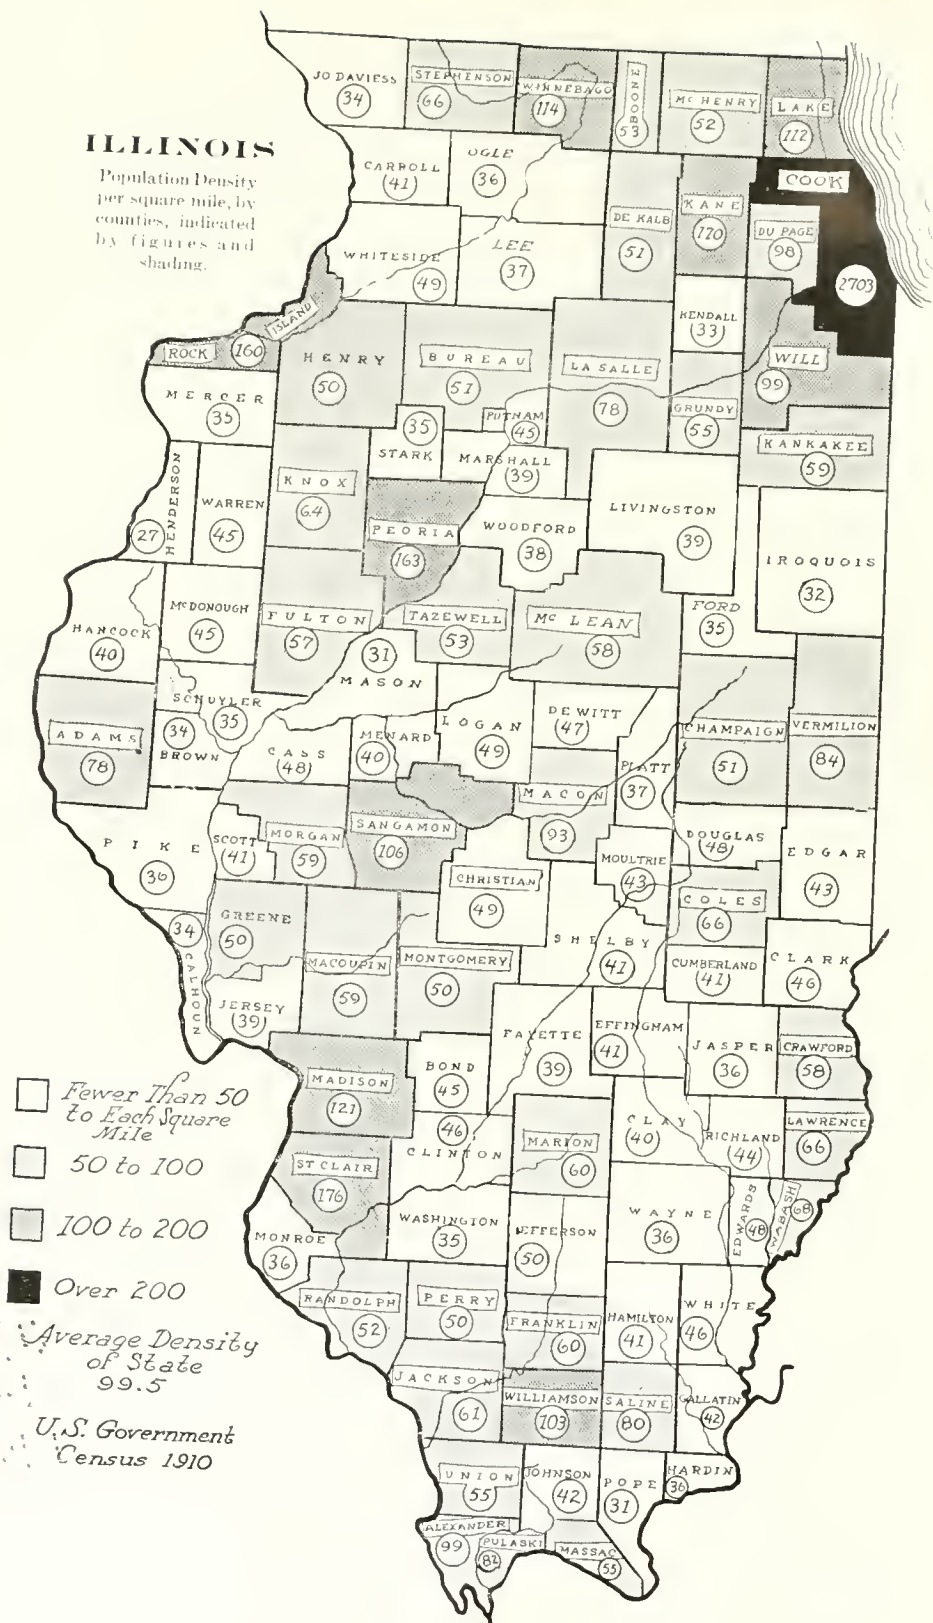 ILLINOIS
Population Density
per square mile, by
counties, indicated
by figures and
shading.
JO DAVIESS
34
STEPHENSON
66
WINNEBAGO
114
BOONE
53
McHENRY
52
LAKE
112
CARROLL
41
OGLE
36
WHITESIDE
49
LEE
37
DE KALB
51
KANE
170
COOK
2703
DU PAGE
98
KENDALL
33
WILL
99
ROCK ISLAND
160
HENRY
50
BUREAU
51
LA SALLE
78
GRUNDY
55
KANKAKEE
59
MERCER
35
PUTNAM
45
35
STARK
MARSHALL
39
HENDERSON
27
WARREN
45
KNOX
64
PEORIA
163
WOODFORD
38
LIVINGSTON
39
IROQUOIS
32
FORD
35
HANCOCK
40
McDONOUGH
45
FULTON
57
TAZEWELL
53
McLEAN
58
31
MASON
SCHUYLER
35
ADAMS
78
34
BROWN
CASS
48
MENARD
40
LOGAN
49
DEWITT
47
PIATT
37
CHAMPAIGN
51
VERMILION
84
MACON
93
SANGAMON
106
MORGAN
59
SCOTT
41
PIKE
36
DOUGLAS
48
EDGAR
43
MOULTRIE
43
COLES
66
CHRISTIAN
49
GREENE
50
34
CALHOUN
JERSEY
39
MACOUPIN
59
MONTGOMERY
50
SHELBY
41
CUMBERLAND
41
CLARK
46
FAYETTE
39
EFFINGHAM
41
JASPER
36
CRAWFORD
58
BOND
45
MADISON
121
46
CLINTON
MARION
60
CLAY
40
RICHLAND
44
LAWRENCE
66
ST CLAIR
176
MONROE
36
WASHINGTON
35
JEFFERSON
50
WAYNE
36
EDWARDS
48
WABASH
68
RANDOLPH
52
PERRY
50
FRANKLIN
60
HAMILTON
41
WHITE
46
JACKSON
61
WILLIAMSON
103
SALINE
80
GALLATIN
42
UNION
55
JOHNSON
42
POPE
31
HARDIN
36
ALEXANDER
99
PULASKI
82
MASSAC
55
Fewer Than 50
to Each Square
Mile
50 to 100
100 to 200
Over 200
Average Density
of State
99.5
U.S. Government
Census 1910